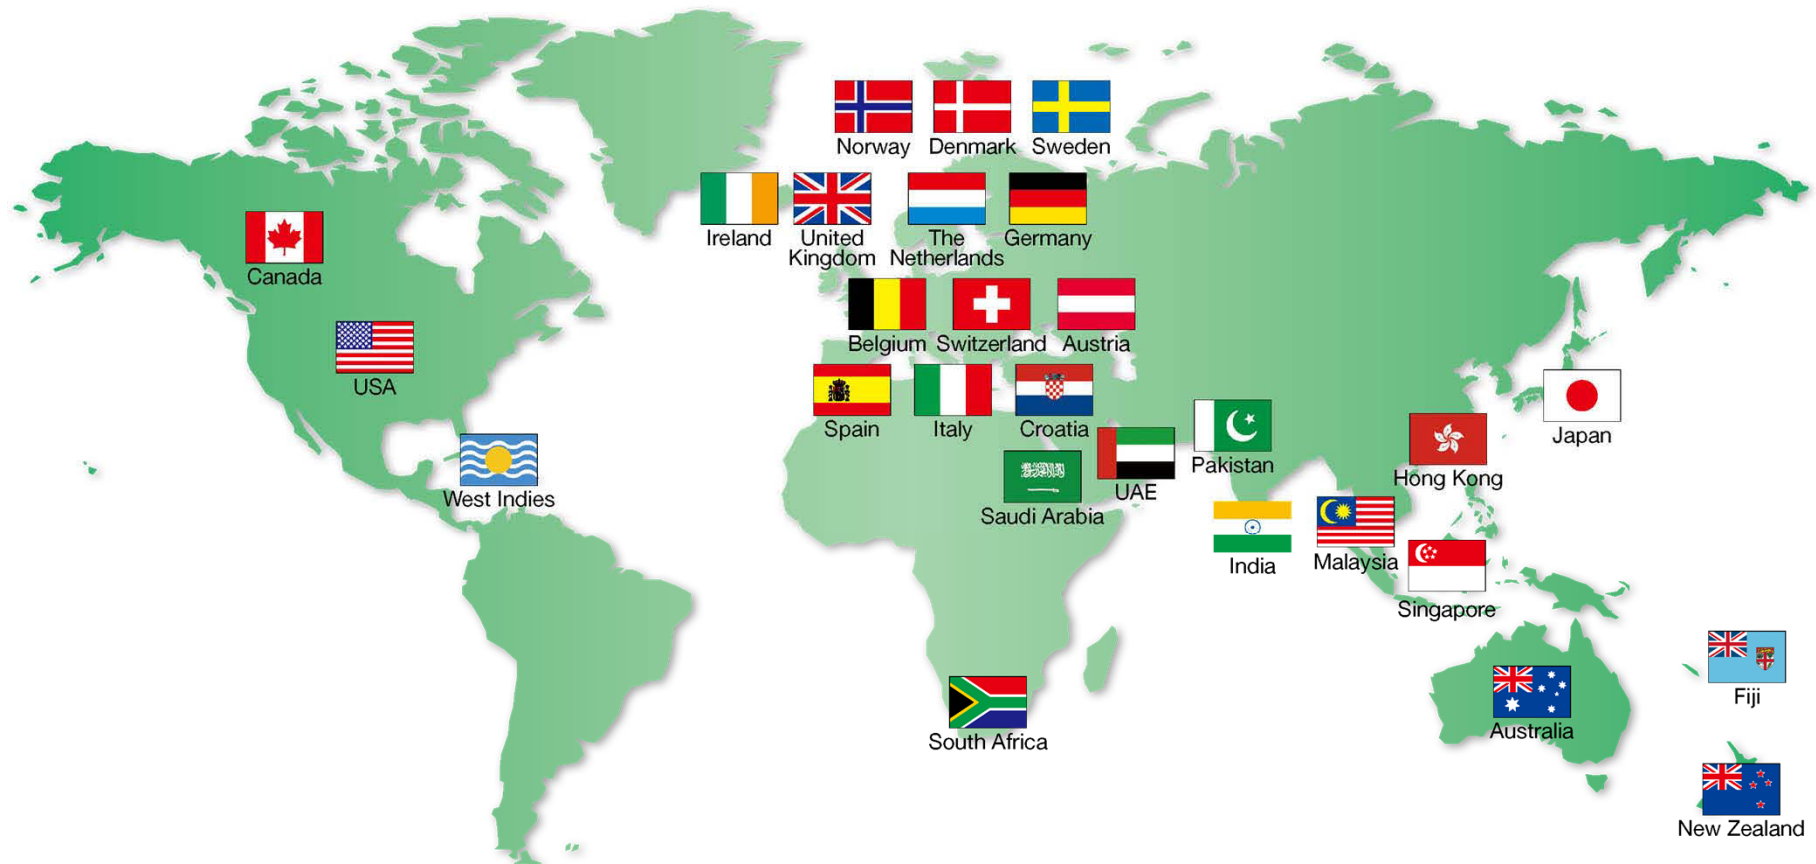 Norway
Denmark
Sweden
Ireland
United
Kingdom
The
Netherlands
Germany
Canada
Belgium
Switzerland
Austria
USA
Spain
Italy
Croatia
Japan
Pakistan
Hong Kong
West Indies
UAE
Saudi Arabia
India
Malaysia
Singapore
Fiji
South Africa
Australia
New Zealand